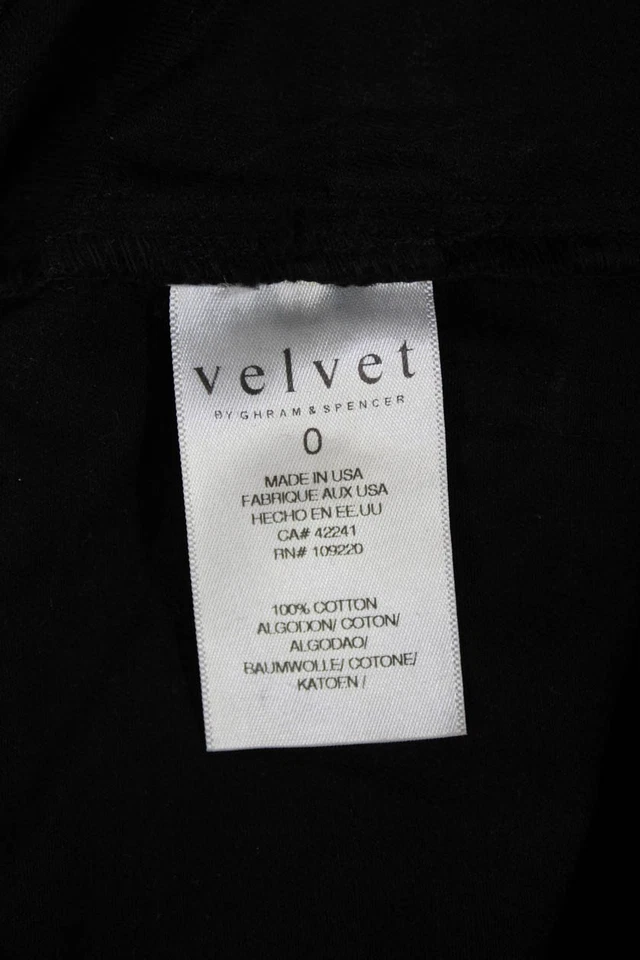 velvet
BY GHRAM & SPENCER
0
MADE IN USA
FABRIQUE AUX USA
HECHO EN EE.UU
CA# 42241
RN# 109220
100% COTTON
ALGODON/ COTON/
ALGODAO/
BAUMWOLLE/ COTONE/
KATOEN /